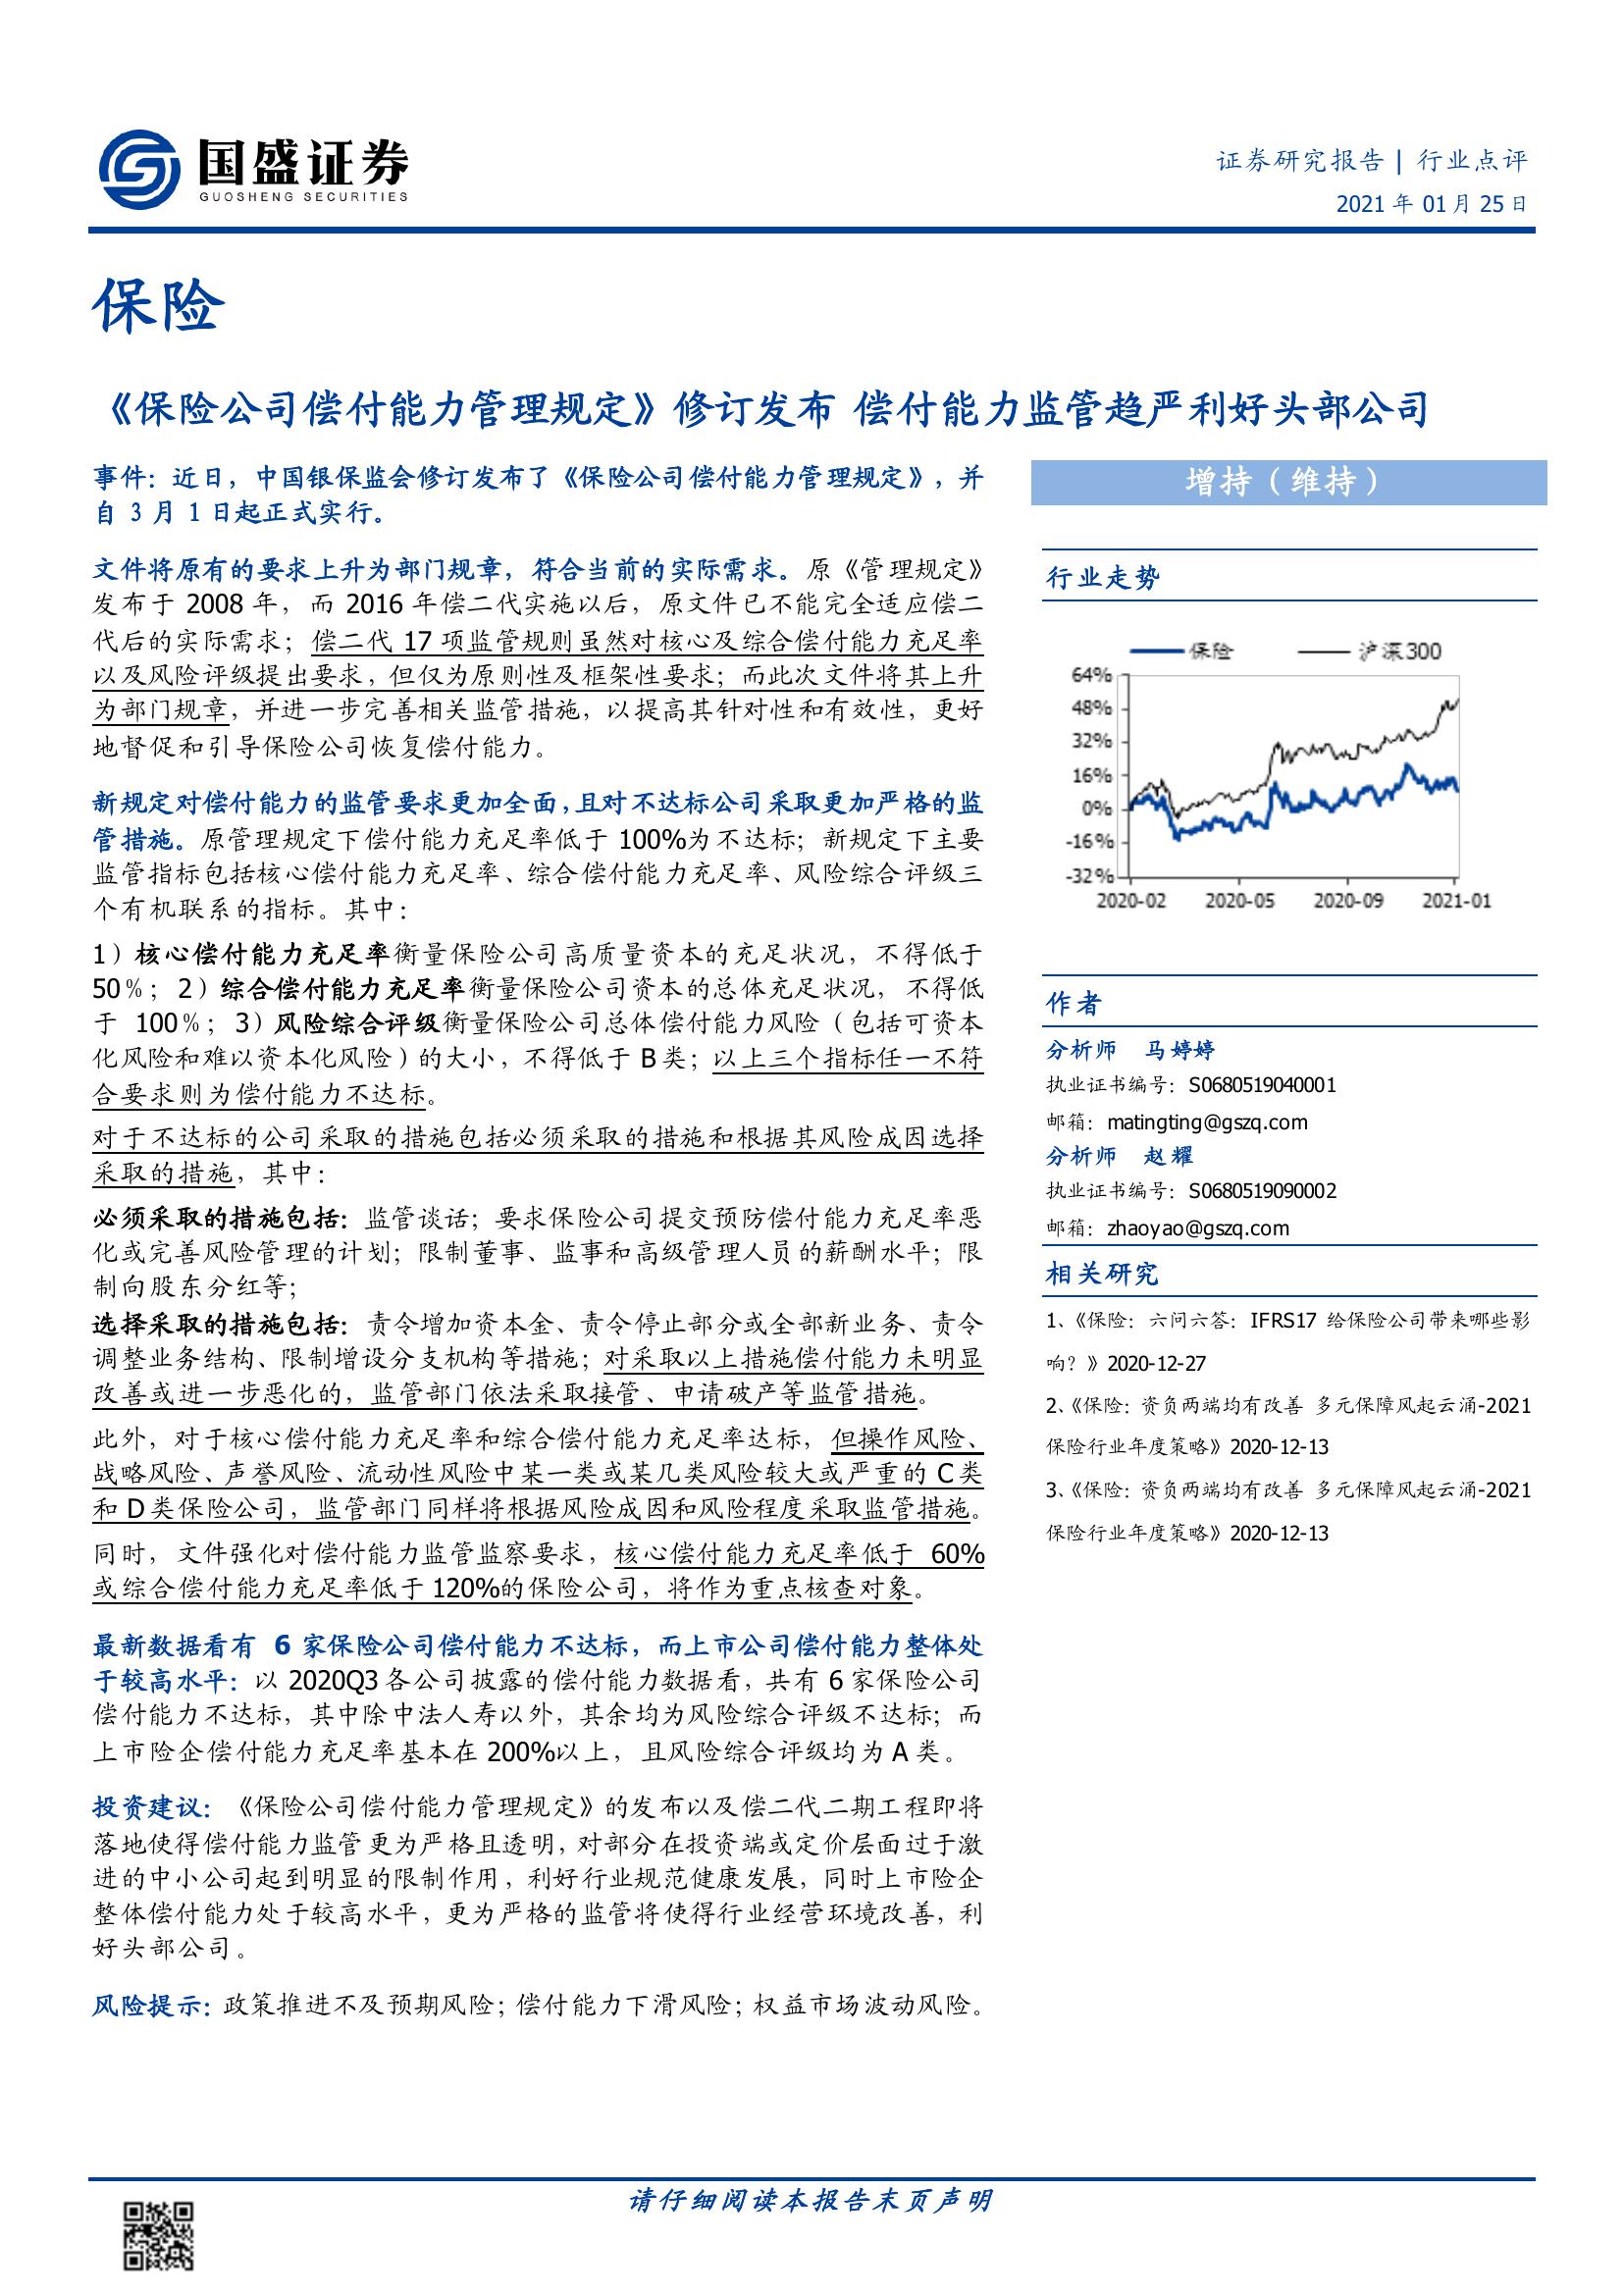 国盛证券
GUOSHENG SECURITIES
证券研究报告 | 行业点评
2021 年 01 月 25 日
保险
《保险公司偿付能力管理规定》修订发布 偿付能力监管趋严利好头部公司
事件：近日，中国银保监会修订发布了《保险公司偿付能力管理规定》，并
自 3 月 1 日起正式实行。
文件将原有的要求上升为部门规章，符合当前的实际需求。原《管理规定》
发布于 2008 年，而 2016 年偿二代实施以后，原文件已不能完全适应偿二
代后的实际需求；偿二代 17 项监管规则虽然对核心及综合偿付能力充足率
以及风险评级提出要求，但仅为原则性及框架性要求；而此次文件将其上升
为部门规章，并进一步完善相关监管措施，以提高其针对性和有效性，更好
地督促和引导保险公司恢复偿付能力。
新规定对偿付能力的监管要求更加全面，且对不达标公司采取更加严格的监
管措施。原管理规定下偿付能力充足率低于 100%为不达标；新规定下主要
监管指标包括核心偿付能力充足率、综合偿付能力充足率、风险综合评级三
个有机联系的指标。其中：
1）核心偿付能力充足率衡量保险公司高质量资本的充足状况，不得低于
50％；2）综合偿付能力充足率衡量保险公司资本的总体充足状况，不得低
于 100％；3）风险综合评级衡量保险公司总体偿付能力风险（包括可资本
化风险和难以资本化风险）的大小，不得低于 B 类；以上三个指标任一不符
合要求则为偿付能力不达标。
对于不达标的公司采取的措施包括必须采取的措施和根据其风险成因选择
采取的措施，其中：
必须采取的措施包括：监管谈话；要求保险公司提交预防偿付能力充足率恶
化或完善风险管理的计划；限制董事、监事和高级管理人员的薪酬水平；限
制向股东分红等；
选择采取的措施包括：责令增加资本金、责令停止部分或全部新业务、责令
调整业务结构、限制增设分支机构等措施；对采取以上措施偿付能力未明显
改善或进一步恶化的，监管部门依法采取接管、申请破产等监管措施。
此外，对于核心偿付能力充足率和综合偿付能力充足率达标，但操作风险、
战略风险、声誉风险、流动性风险中某一类或某几类风险较大或严重的 C 类
和 D 类保险公司，监管部门同样将根据风险成因和风险程度采取监管措施。
同时，文件强化对偿付能力监管监察要求，核心偿付能力充足率低于 60%
或综合偿付能力充足率低于 120%的保险公司，将作为重点核查对象。
最新数据看有 6 家保险公司偿付能力不达标，而上市公司偿付能力整体处
于较高水平：以 2020Q3 各公司披露的偿付能力数据看，共有 6 家保险公司
偿付能力不达标，其中除中法人寿以外，其余均为风险综合评级不达标；而
上市险企偿付能力充足率基本在 200%以上，且风险综合评级均为 A 类。
投资建议：《保险公司偿付能力管理规定》的发布以及偿二代二期工程即将
落地使得偿付能力监管更为严格且透明，对部分在投资端或定价层面过于激
进的中小公司起到明显的限制作用，利好行业规范健康发展，同时上市险企
整体偿付能力处于较高水平，更为严格的监管将使得行业经营环境改善，利
好头部公司。
风险提示：政策推进不及预期风险；偿付能力下滑风险；权益市场波动风险。
增持（维持）
行业走势
保险 沪深300
64%
48%
32%
16%
0%
-16%
-32%
2020-02 2020-05 2020-09 2021-01
作者
分析师 马婷婷
执业证书编号：S0680519040001
邮箱：matingting@gszq.com
分析师 赵耀
执业证书编号：S0680519090002
邮箱：zhaoyao@gszq.com
相关研究
1、《保险：六问六答：IFRS17 给保险公司带来哪些影
响？》2020-12-27
2、《保险：资负两端均有改善 多元保障风起云涌-2021
保险行业年度策略》2020-12-13
3、《保险：资负两端均有改善 多元保障风起云涌-2021
保险行业年度策略》2020-12-13
请仔细阅读本报告末页声明